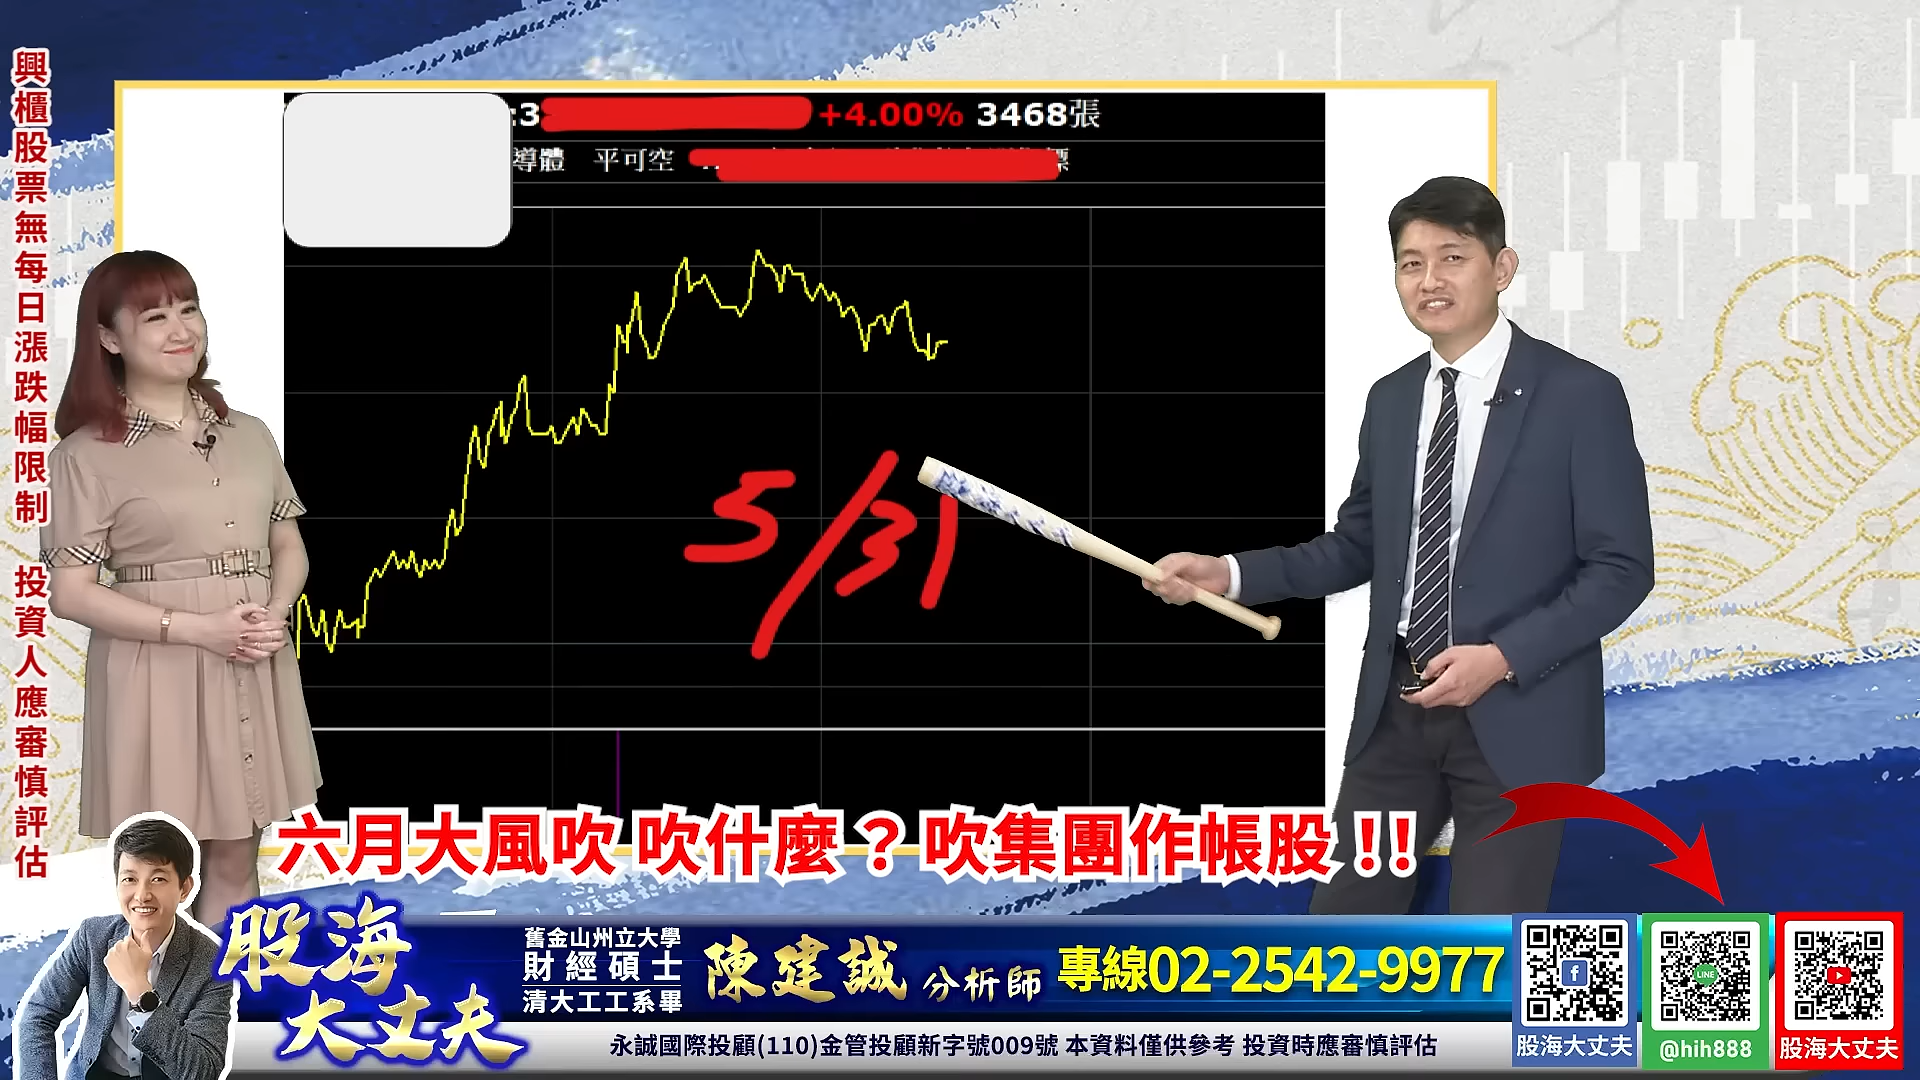 興櫃股票無每日漲跌幅限制 投資人應審慎評估
:3
+4.00% 3468張
導體 平可空
標
5/31
六月大風吹 吹什麼？吹集團作帳股!!
股海
大丈夫
舊金山州立大學
財經碩士
清大工工系畢
陳建誠 分析師
專線02-2542-9977
永誠國際投顧(110)金管投顧新字號009號 本資料僅供參考 投資時應審慎評估
股海大丈夫
LINE
@hih888
股海大丈夫